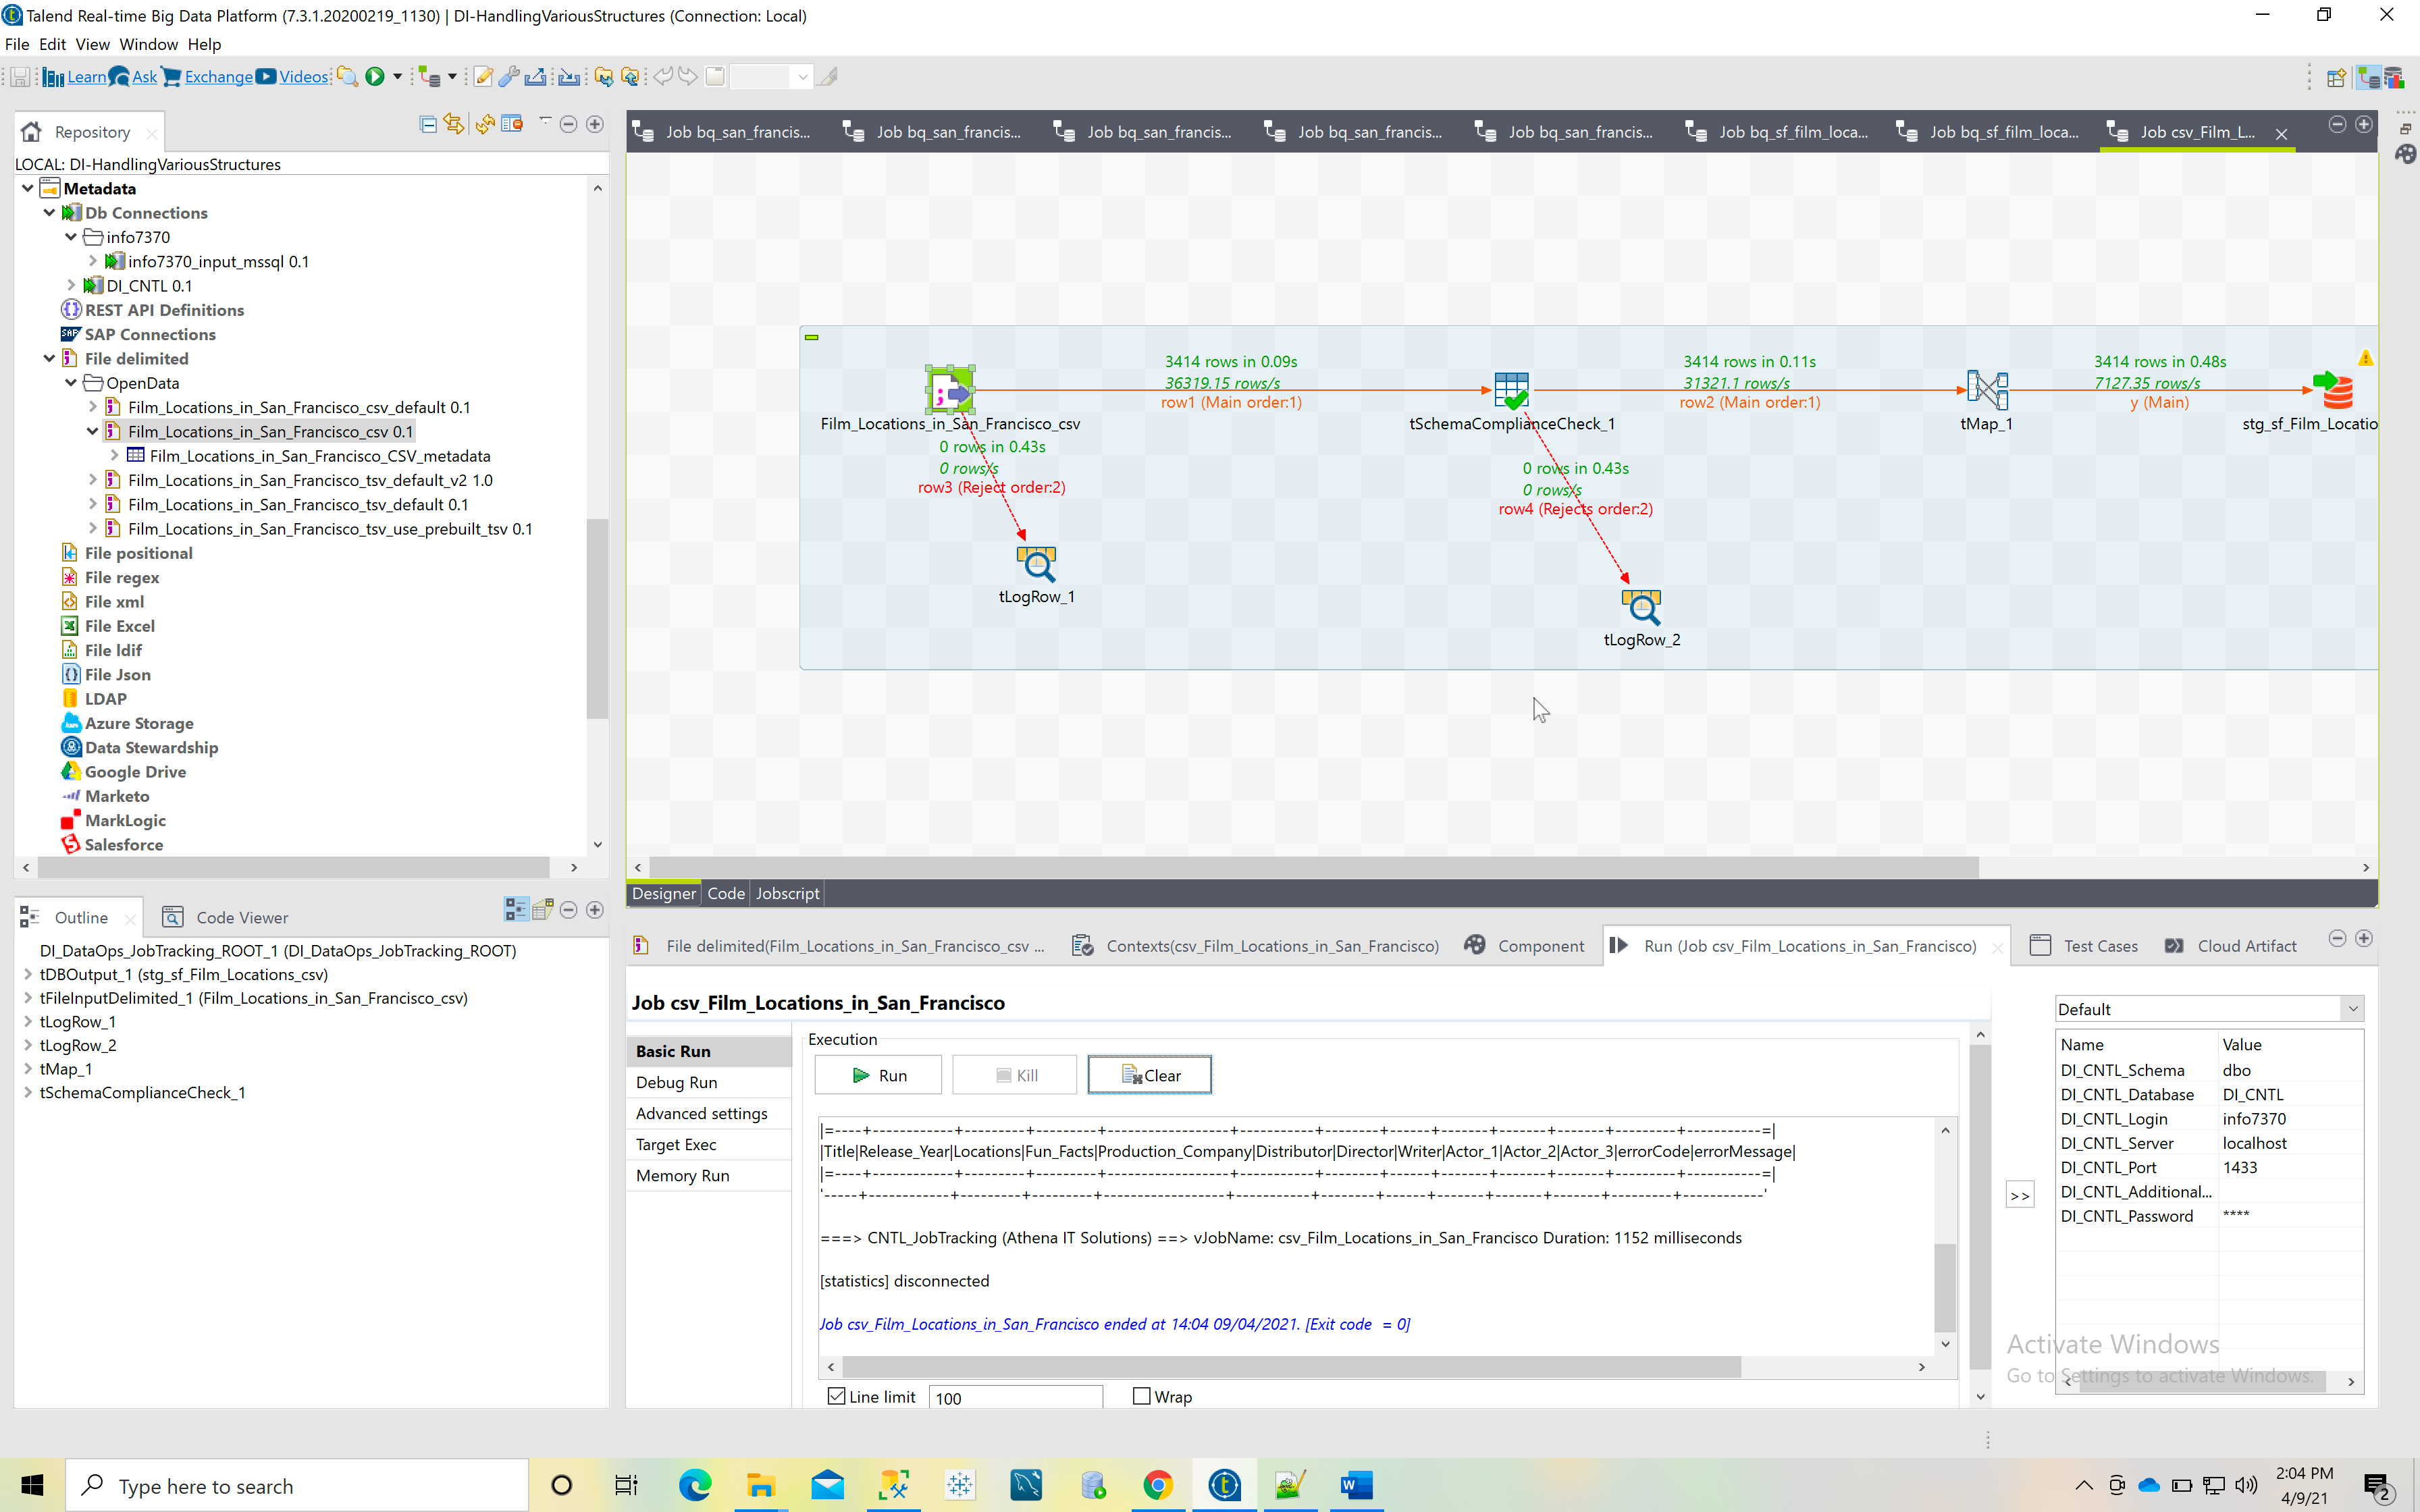 Talend Real-time Big Data Platform (7.3.1.20200219_1130) | DI-HandlingVariousStructures (Connection: Local)
File Edit View Window Help
Learn Ask Exchange Videos
Repository
LOCAL: DI-HandlingVariousStructures
Metadata
Db Connections
info7370
info7370_input_mssql 0.1
DI_CNTL 0.1
REST API Definitions
SAP Connections
File delimited
OpenData
Film_Locations_in_San_Francisco_csv_default 0.1
Film_Locations_in_San_Francisco_csv 0.1
Film_Locations_in_San_Francisco_CSV_metadata
Film_Locations_in_San_Francisco_tsv_default_v2 1.0
Film_Locations_in_San_Francisco_tsv_default 0.1
Film_Locations_in_San_Francisco_tsv_use_prebuilt_tsv 0.1
File positional
File regex
File xml
File Excel
File ldif
File Json
LDAP
Azure Storage
Data Stewardship
Google Drive
Marketo
MarkLogic
Salesforce
Outline Code Viewer
DI_DataOps_JobTracking_ROOT_1 (DI_DataOps_JobTracking_ROOT)
tDBOutput_1 (stg_sf_Film_Locations_csv)
tFileInputDelimited_1 (Film_Locations_in_San_Francisco_csv)
tLogRow_1
tLogRow_2
tMap_1
tSchemaComplianceCheck_1
Job bq_san_francis... Job bq_san_francis... Job bq_san_francis... Job bq_san_francis... Job bq_san_francis... Job bq_sf_film_loca... Job bq_sf_film_loca... Job csv_Film_L...
3414 rows in 0.09s
36319.15 rows/s
row1 (Main order:1)
3414 rows in 0.11s
31321.1 rows/s
row2 (Main order:1)
3414 rows in 0.48s
7127.35 rows/s
y (Main)
Film_Locations_in_San_Francisco_csv
tSchemaComplianceCheck_1
tMap_1
stg_sf_Film_Locatio
0 rows in 0.43s
0 rows/s
row3 (Reject order:2)
0 rows in 0.43s
0 rows/s
row4 (Rejects order:2)
tLogRow_1
tLogRow_2
Designer Code Jobscript
File delimited(Film_Locations_in_San_Francisco_csv ... Contexts(csv_Film_Locations_in_San_Francisco) Component Run (Job csv_Film_Locations_in_San_Francisco) Test Cases Cloud Artifact
Job csv_Film_Locations_in_San_Francisco
Basic Run
Debug Run
Advanced settings
Target Exec
Memory Run
Execution
Run Kill Clear
|=----+------------+---------+---------+------------------+-----------+--------+------+-------+-------+-------+---------+-----------=|
|Title|Release_Year|Locations|Fun_Facts|Production_Company|Distributor|Director|Writer|Actor_1|Actor_2|Actor_3|errorCode|errorMessage|
|=----+------------+---------+---------+------------------+-----------+--------+------+-------+-------+-------+---------+-----------=|
'-----+------------+---------+---------+------------------+-----------+--------+------+-------+-------+-------+---------+------------'
===> CNTL_JobTracking (Athena IT Solutions) ==> vJobName: csv_Film_Locations_in_San_Francisco Duration: 1152 milliseconds
[statistics] disconnected
Job csv_Film_Locations_in_San_Francisco ended at 14:04 09/04/2021. [Exit code = 0]
Line limit 100 Wrap
>>
Default
Name Value
DI_CNTL_Schema dbo
DI_CNTL_Database DI_CNTL
DI_CNTL_Login info7370
DI_CNTL_Server localhost
DI_CNTL_Port 1433
DI_CNTL_Additional...
DI_CNTL_Password ****
Activate Windows
Go to Settings to activate Windows.
Type here to search
2:04 PM
4/9/21
2